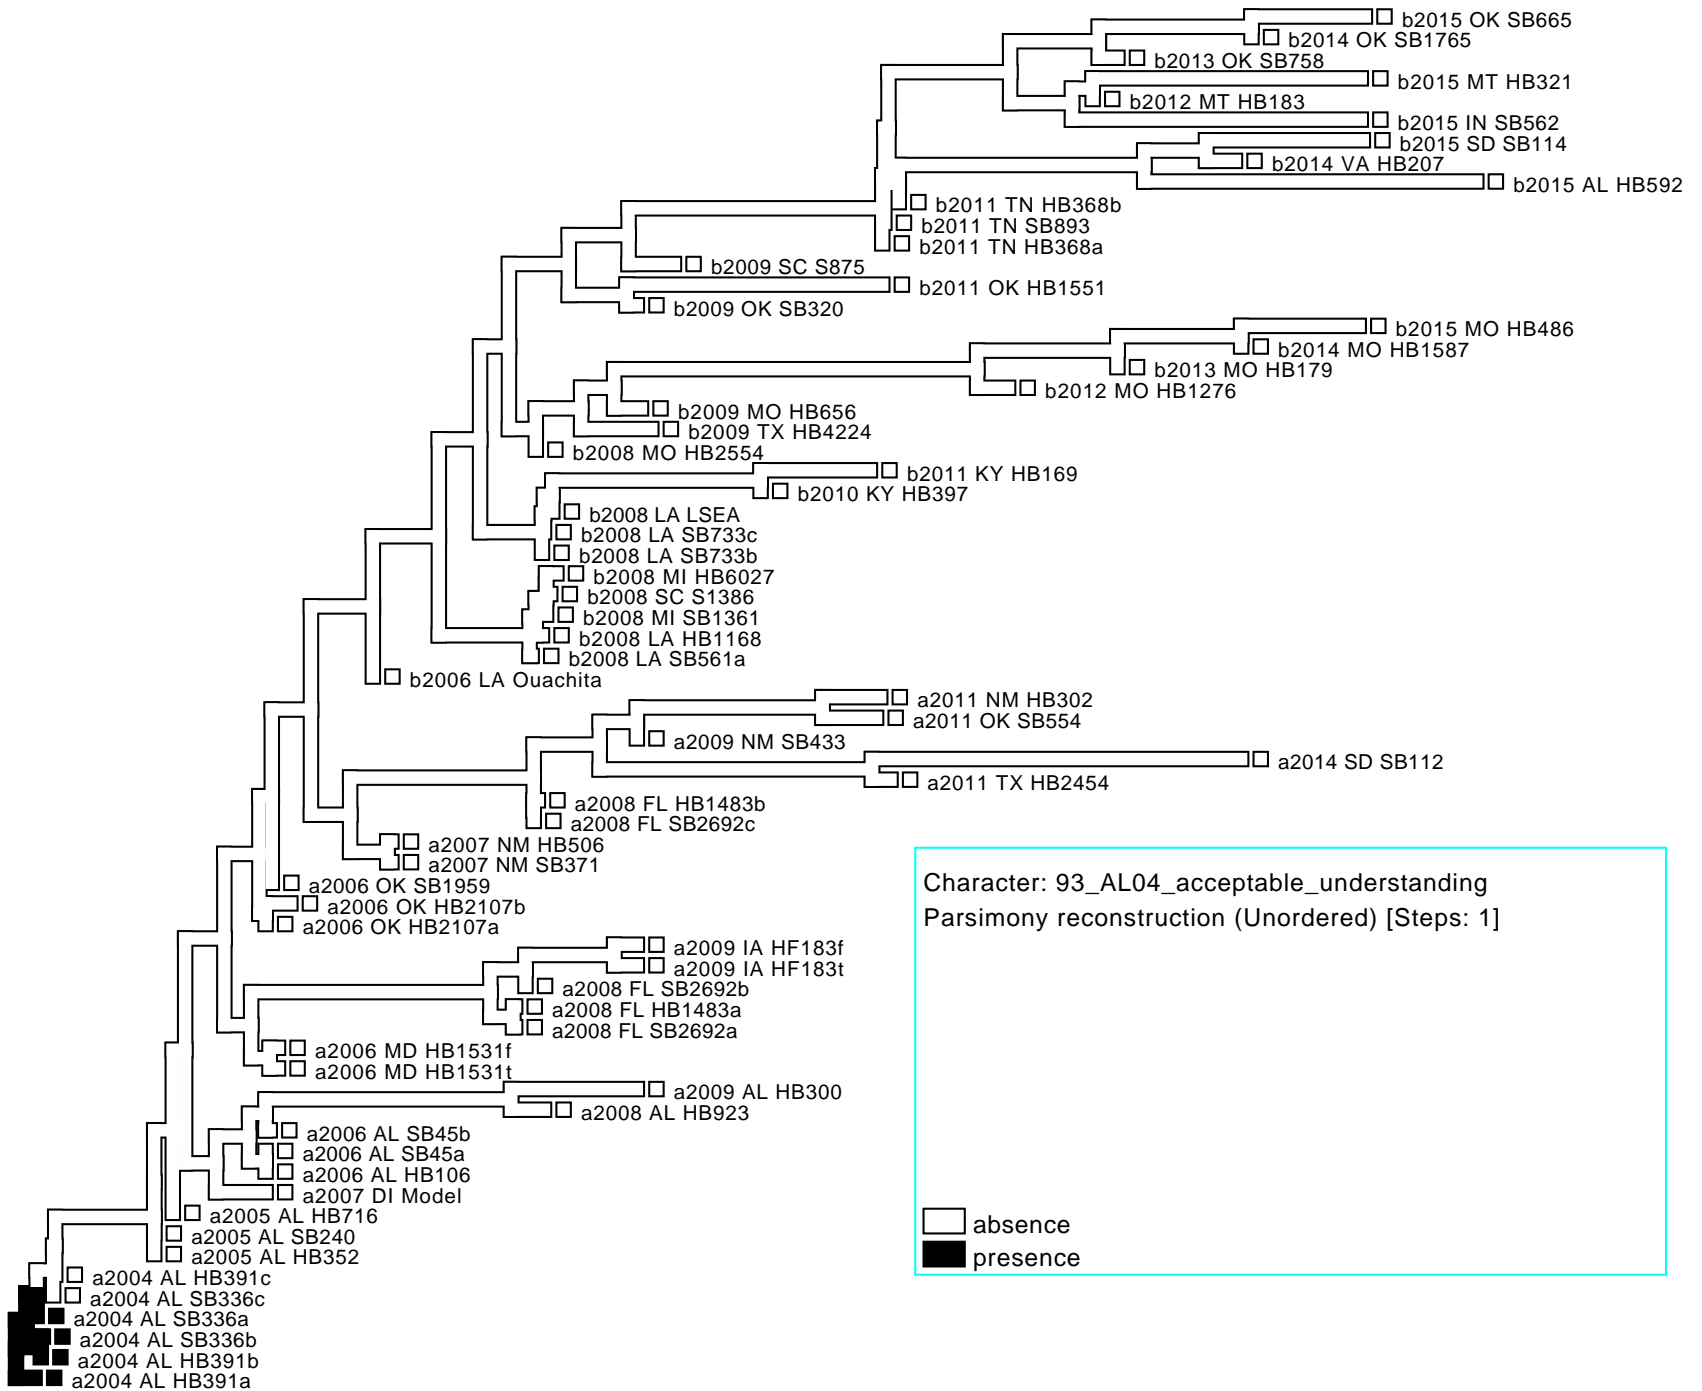 b2015 OK SB665
b2014 OK SB1765
b2013 OK SB758
b2015 MT HB321
b2012 MT HB183
b2015 IN SB562
b2015 SD SB114
b2014 VA HB207
b2015 AL HB592
b2011 TN HB368b
b2011 TN SB893
b2011 TN HB368a
b2009 SC S875
b2011 OK HB1551
b2009 OK SB320
b2015 MO HB486
b2014 MO HB1587
b2013 MO HB179
b2012 MO HB1276
b2009 MO HB656
b2009 TX HB4224
b2008 MO HB2554
b2011 KY HB169
b2010 KY HB397
b2008 LA LSEA
b2008 LA SB733c
b2008 LA SB733b
b2008 MI HB6027
b2008 SC S1386
b2008 MI SB1361
b2008 LA HB1168
b2008 LA SB561a
b2006 LA Ouachita
a2011 NM HB302
a2011 OK SB554
a2009 NM SB433
a2014 SD SB112
a2011 TX HB2454
a2008 FL HB1483b
a2008 FL SB2692c
a2007 NM HB506
a2007 NM SB371
a2006 OK SB1959
a2006 OK HB2107b
a2006 OK HB2107a
a2009 IA HF183f
a2009 IA HF183t
a2008 FL SB2692b
a2008 FL HB1483a
a2008 FL SB2692a
a2006 MD HB1531f
a2006 MD HB1531t
a2009 AL HB300
a2008 AL HB923
a2006 AL SB45b
a2006 AL SB45a
a2006 AL HB106
a2007 DI Model
a2005 AL HB716
a2005 AL SB240
a2005 AL HB352
a2004 AL HB391c
a2004 AL SB336c
a2004 AL SB336a
a2004 AL SB336b
a2004 AL HB391b
a2004 AL HB391a
Character: 93_AL04_acceptable_understanding
Parsimony reconstruction (Unordered) [Steps: 1]
absence
presence